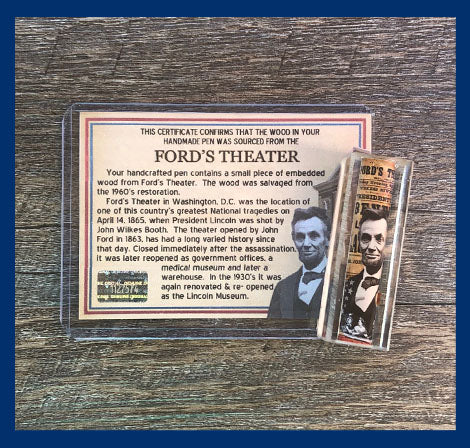 THIS CERTIFICATE CONFIRMS THAT THE WOOD IN YOUR
HANDMADE PEN WAS SOURCED FROM THE
FORD'S THEATER
Your handcrafted pen contains a small piece of embedded
wood from Ford's Theater. The wood was salvaged from
the 1960's restoration.
Ford's Theater in Washington, D.C. was the location of
one of this country's greatest National tragedies on
April 14, 1865, when President Lincoln was shot by
John Wilkes Booth. The theater opened by John
Ford in 1863, has had a long varied history since
that day. Closed immediately after the assassination.
It was later reopened as government offices, a
medical museum and later a
warehouse. In the 1930's it was
again renovated & re- opened
as the Lincoln Museum.
FORD'S T